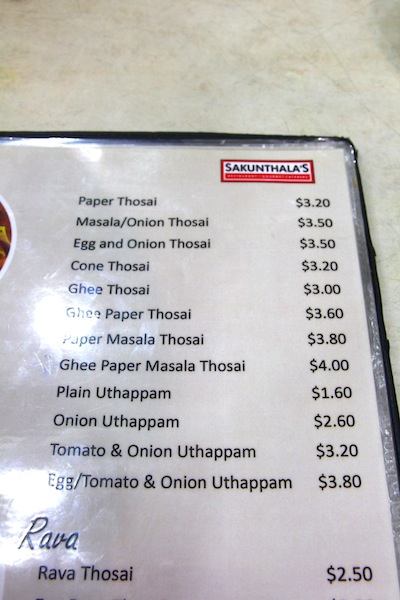 SAKUNTHALA'S
Paper Thosai $3.20
Masala/Onion Thosai $3.50
Egg and Onion Thosai $3.50
Cone Thosai $3.20
Ghee Thosai $3.00
Ghee Paper Thosai $3.60
Paper Masala Thosai $3.80
Ghee Paper Masala Thosai $4.00
Plain Uthappam $1.60
Onion Uthappam $2.60
Tomato & Onion Uthappam $3.20
Egg/Tomato & Onion Uthappam $3.80
Rava
Rava Thosai $2.50